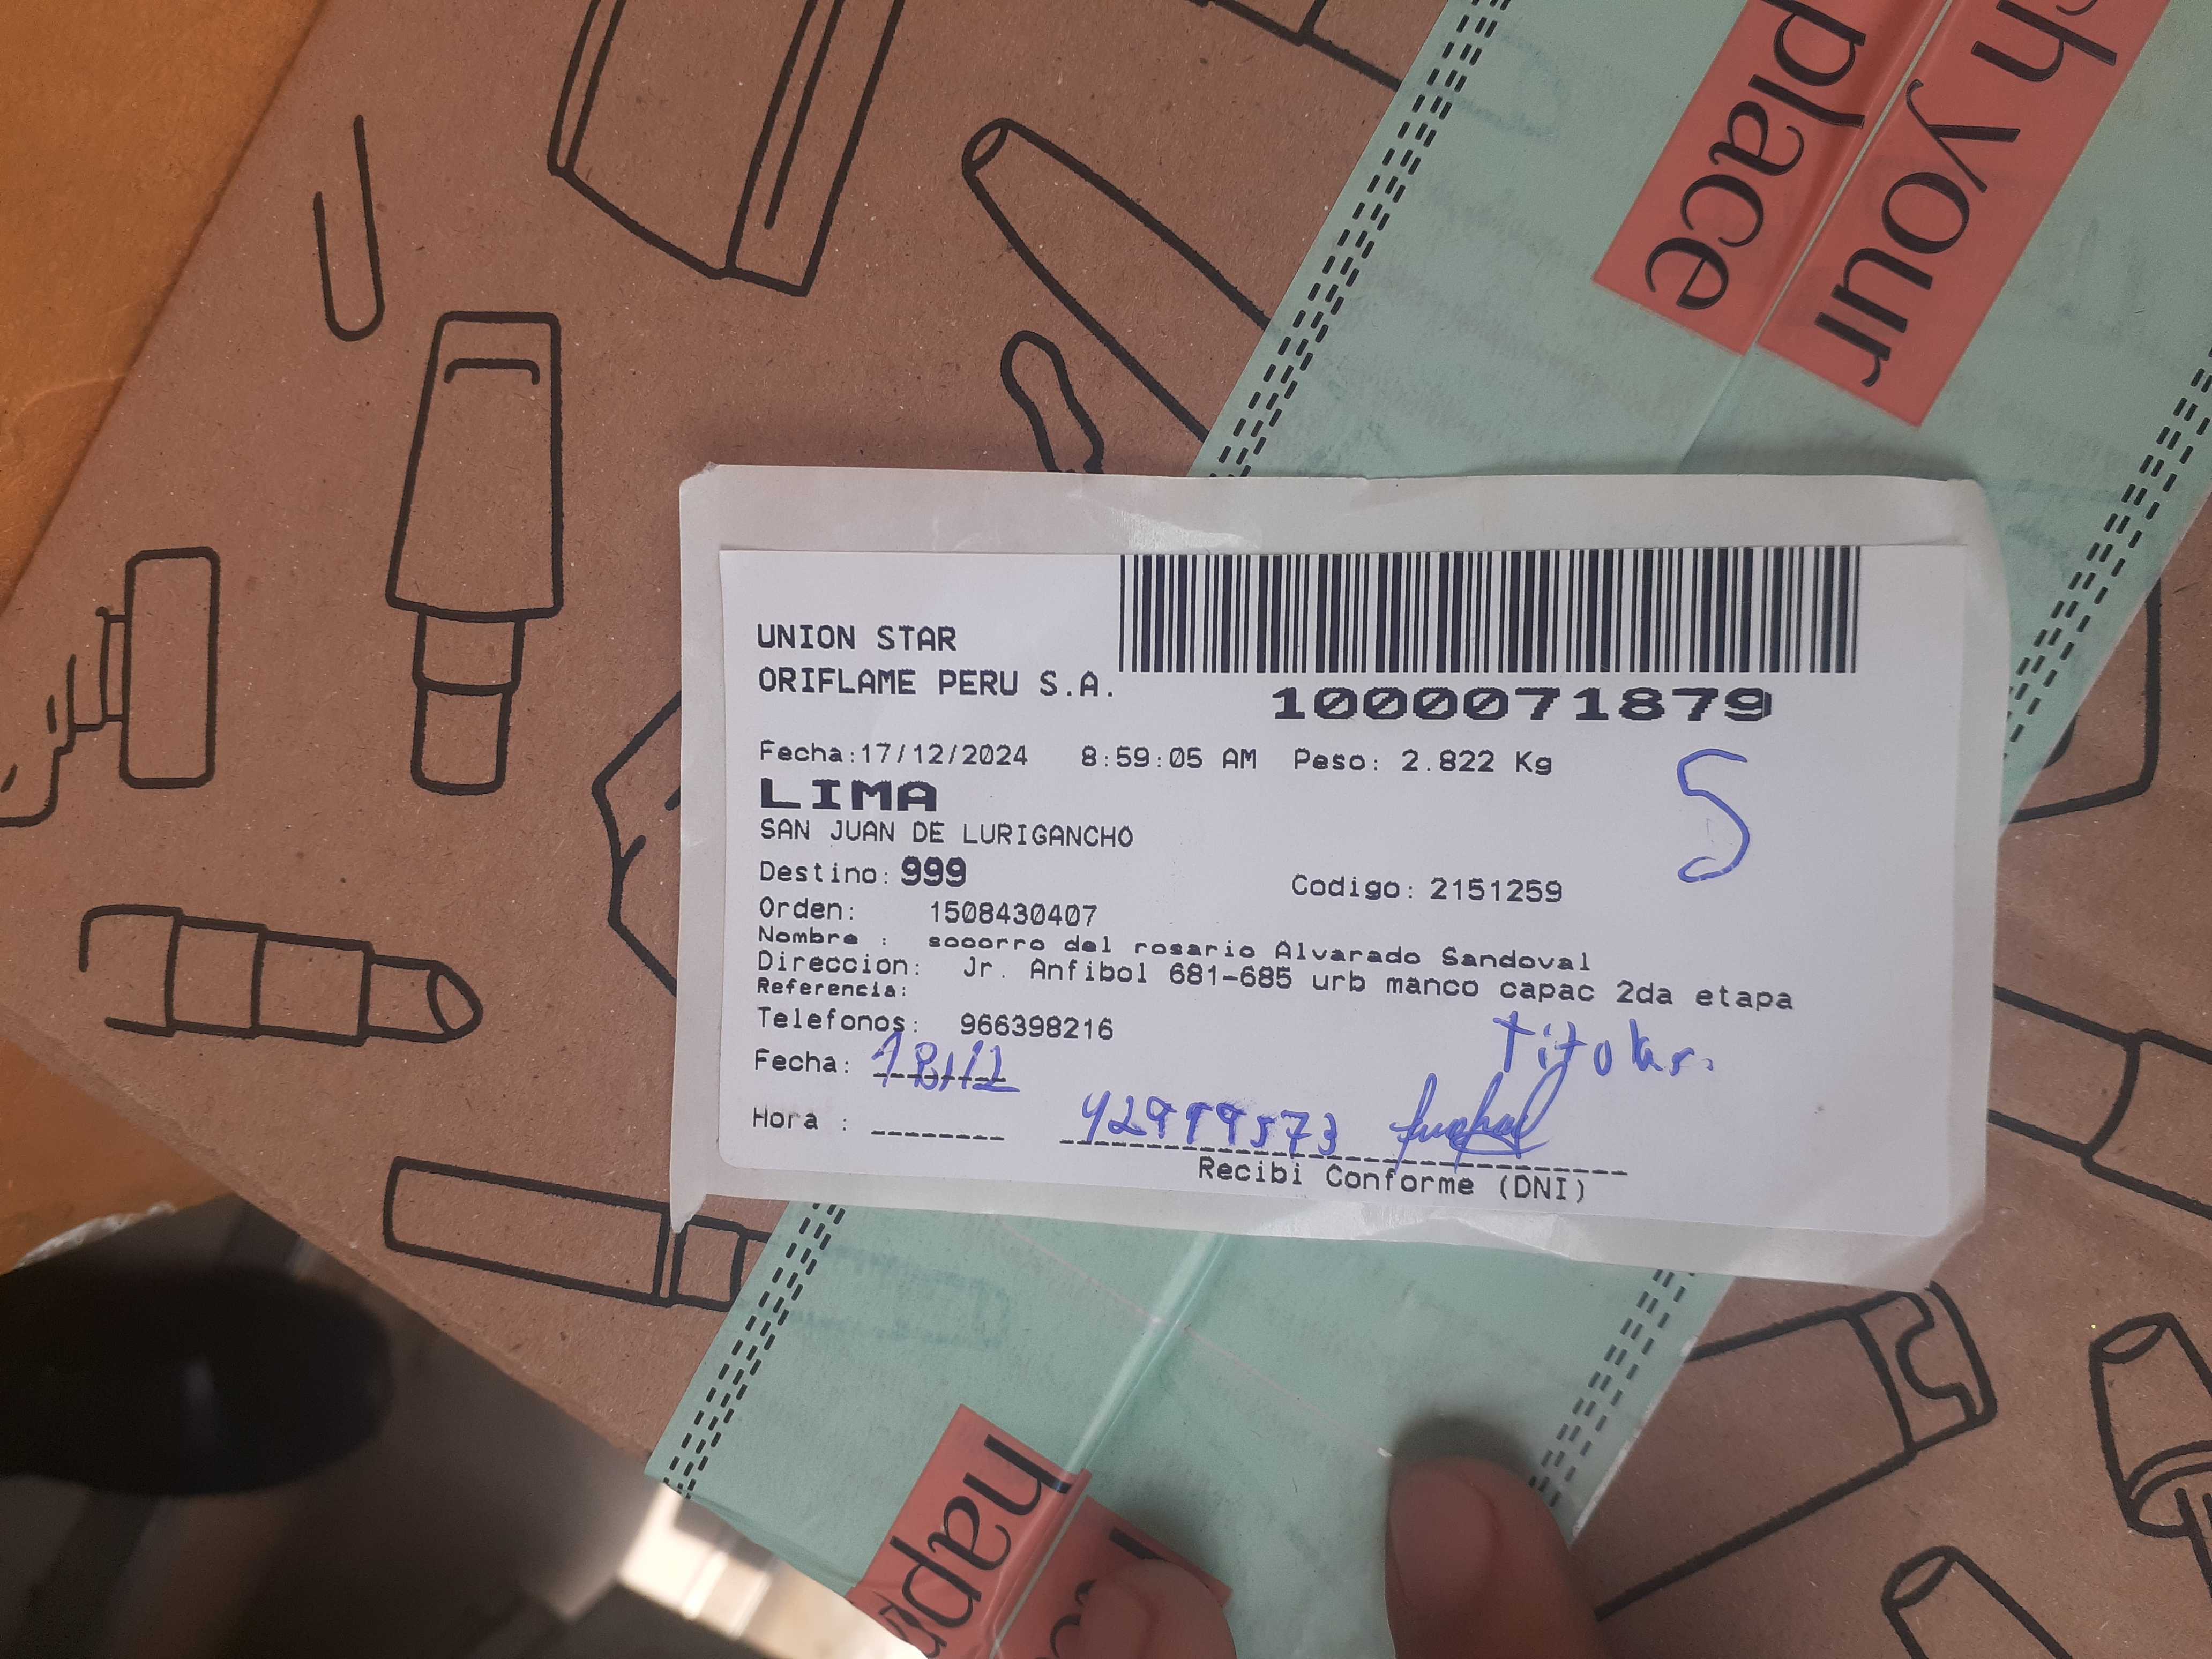 ch your
place
UNION STAR
ORIFLAME PERU S.A.
1000071879
Fecha:17/12/2024 8:59:05 AM Peso: 2.822 Kg
5
LIMA
SAN JUAN DE LURIGANCHO
Destino: 999 Codigo: 2151259
Orden: 1508430407
Nombre : socorro del rosario Alvarado Sandoval
Direccion: Jr. Anfibol 681-685 urb manco capac 2da etapa
Referencia:
Telefonos: 966398216
Titular.
Fecha: 18/12
Hora :
Recibi Conforme (DNI)
happ